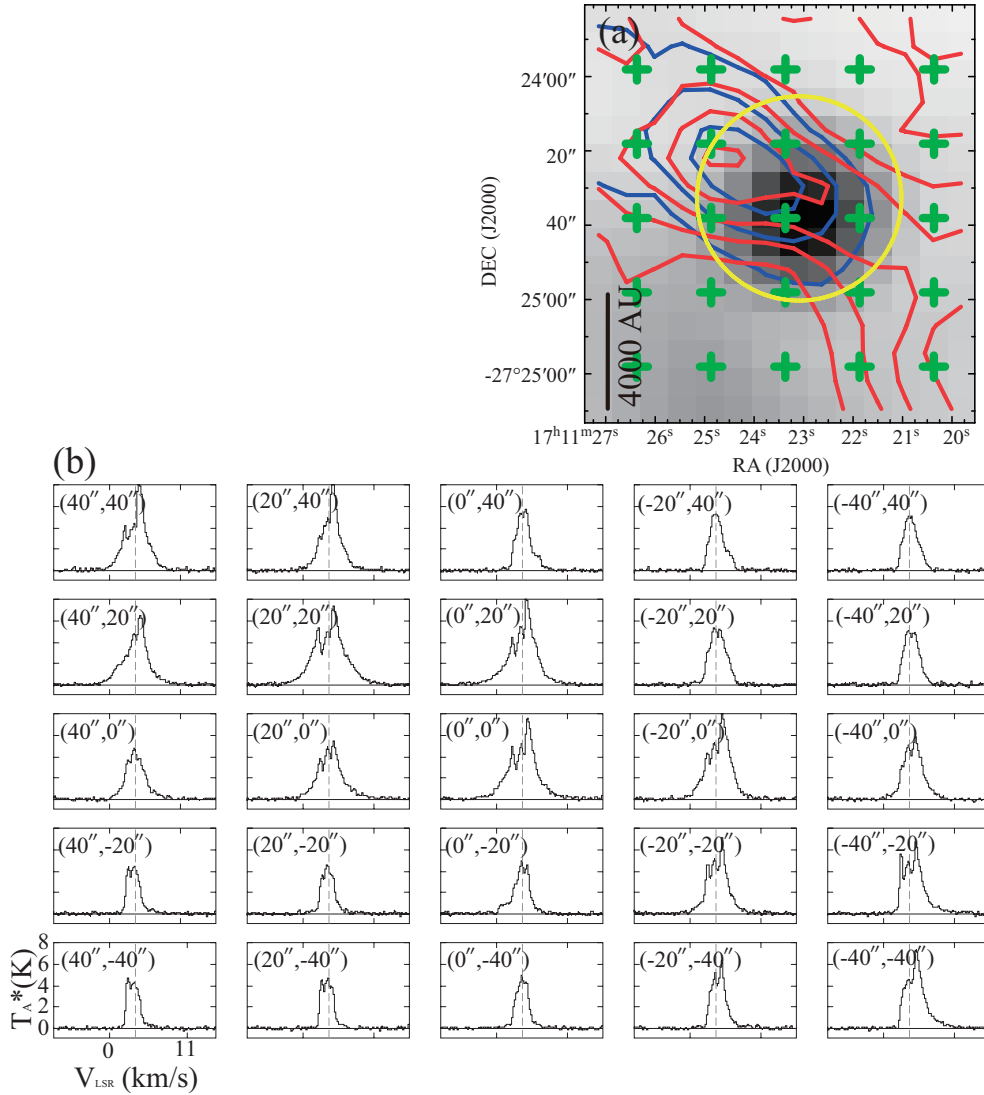 (a)
24'00"
20"
40"
25'00"
-27°25'00"
DEC (J2000)
4000 AU
17ʰ11ᵐ27ˢ 26ˢ 25ˢ 24ˢ 23ˢ 22ˢ 21ˢ 20ˢ
RA (J2000)
(b)
(40″,40″) (20″,40″) (0″,40″) (-20″,40″) (-40″,40″)
(40″,20″) (20″,20″) (0″,20″) (-20″,20″) (-40″,20″)
(40″,0″) (20″,0″) (0″,0″) (-20″,0″) (-40″,0″)
(40″,-20″) (20″,-20″) (0″,-20″) (-20″,-20″) (-40″,-20″)
(40″,-40″) (20″,-40″) (0″,-40″) (-20″,-40″) (-40″,-40″)
8
6
4
2
0
T_A*(K)
0 11
V_LSR (km/s)